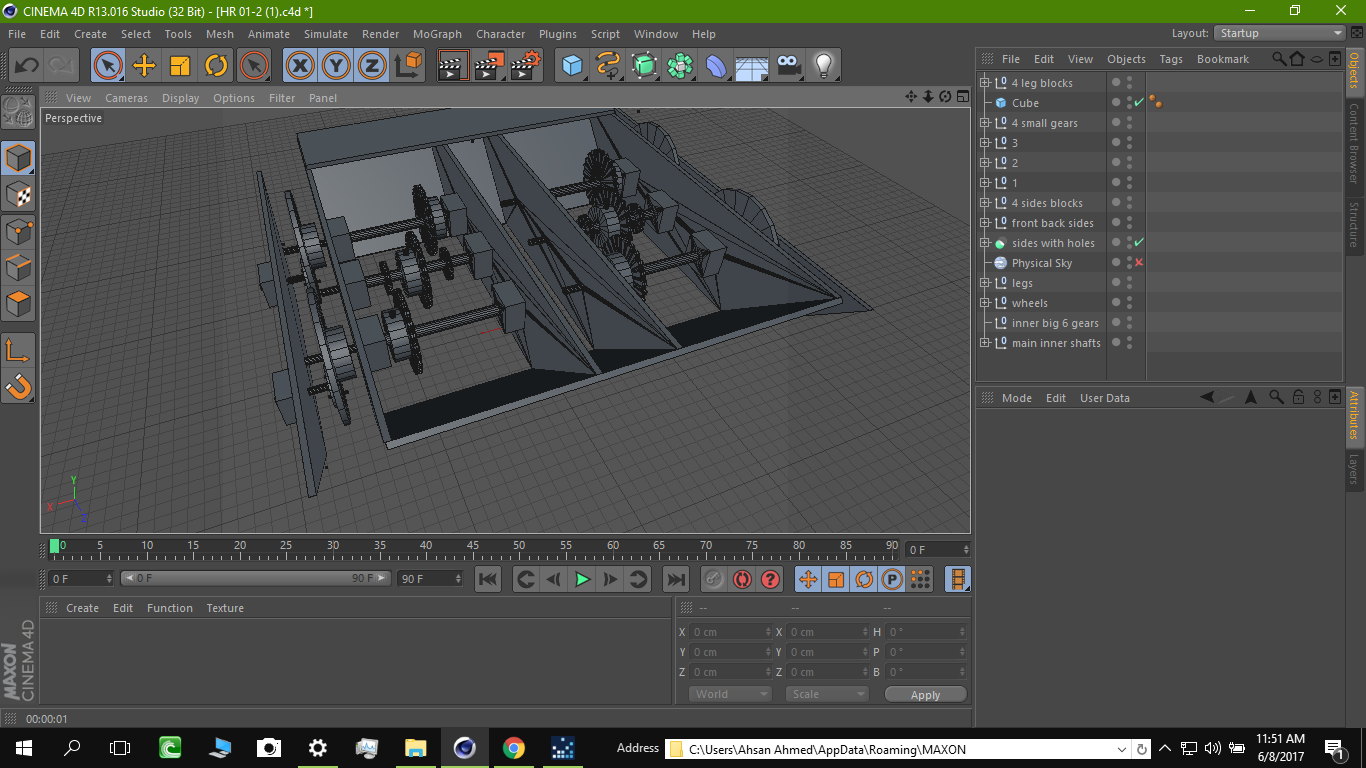 CINEMA 4D R13.016 Studio (32 Bit) - [HR 01-2 (1).c4d *]
File Edit Create Select Tools Mesh Animate Simulate Render MoGraph Character Plugins Script Window Help
Layout: Startup
X Y Z
File Edit View Objects Tags Bookmark
View Cameras Display Options Filter Panel
Perspective
4 leg blocks
Cube
4 small gears
3
2
1
4 sides blocks
front back sides
sides with holes
Physical Sky
legs
wheels
inner big 6 gears
main inner shafts
Objects
Content Browser
Structure
Mode Edit User Data
Attributes
Layers
Y
X
Z
0 5 10 15 20 25 30 35 40 45 50 55 60 65 70 75 80 85 90
0 F
0 F 0 F 90 F 90 F
P
Create Edit Function Texture
-- -- --
X 0 cm X 0 cm H 0 °
Y 0 cm Y 0 cm P 0 °
Z 0 cm Z 0 cm B 0 °
World Scale Apply
MAXON
CINEMA 4D
00:00:01
Address C:\Users\Ahsan Ahmed\AppData\Roaming\MAXON
11:51 AM
6/8/2017
1